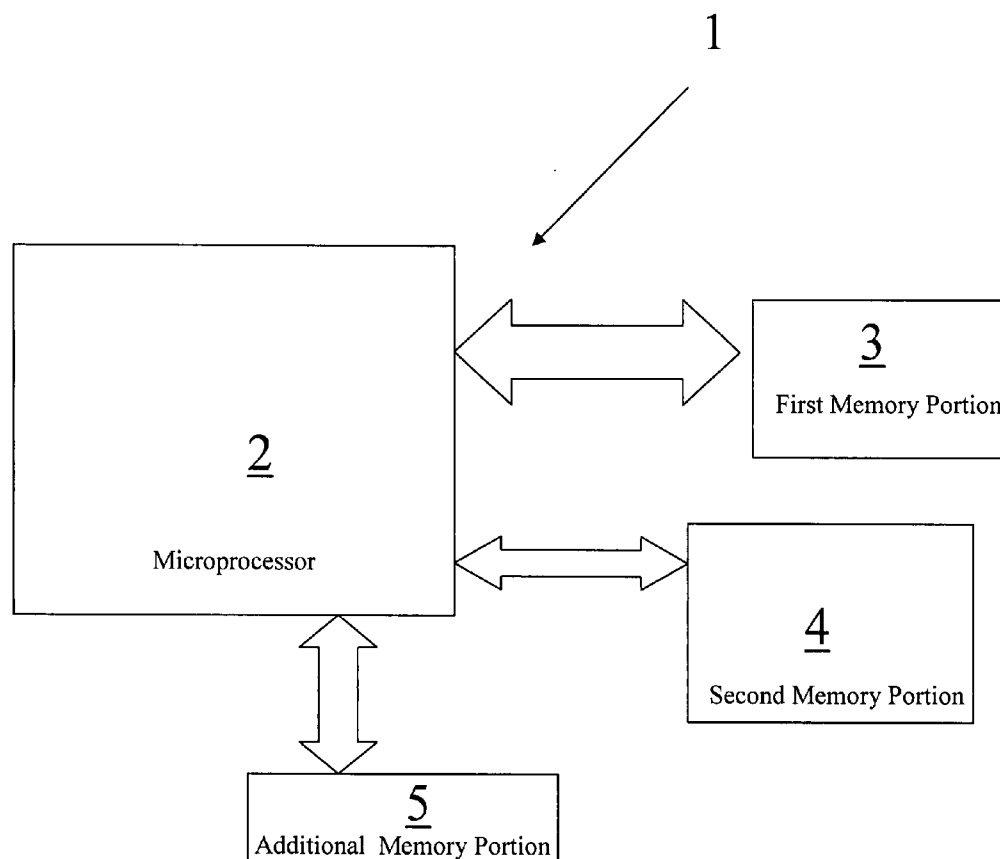 1
3
First Memory Portion
2
Microprocessor
4
Second Memory Portion
5
Additional Memory Portion